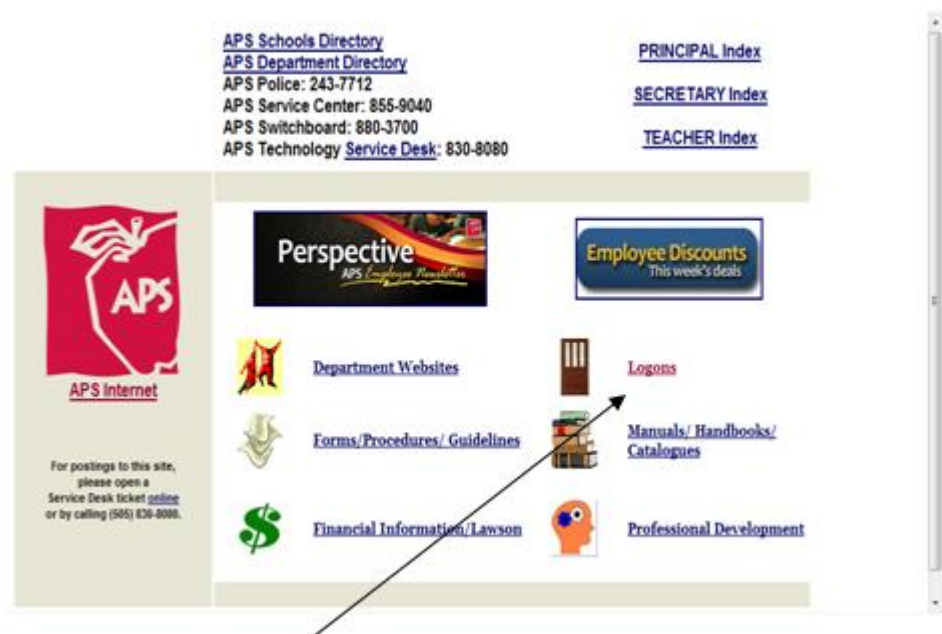 APS Schools Directory
APS Department Directory
APS Police: 243-7712
APS Service Center: 855-9040
APS Switchboard: 880-3700
APS Technology Service Desk: 830-8080
PRINCIPAL Index
SECRETARY Index
TEACHER Index
APS
APS Internet
For postings to this site,
please open a
Service Desk ticket online
or by calling (505) 830-8080.
Perspective
APS Employee Newsletter
Employee Discounts
This week's deals
Department Websites
Logons
Forms/Procedures/ Guidelines
Manuals/ Handbooks/
Catalogues
Financial Information/Lawson
Professional Development